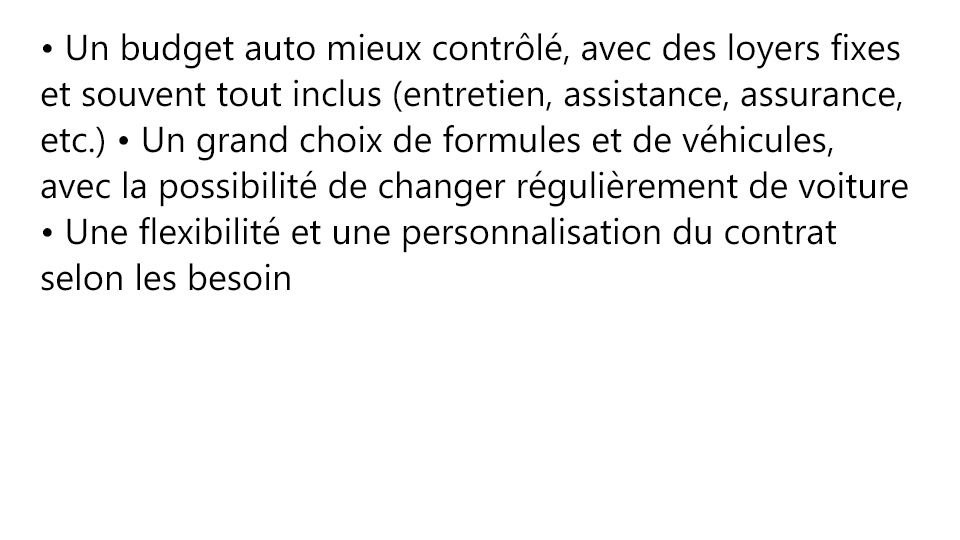 • Un budget auto mieux contrôlé, avec des loyers fixes
et souvent tout inclus (entretien, assistance, assurance,
etc.) • Un grand choix de formules et de véhicules,
avec la possibilité de changer régulièrement de voiture
• Une flexibilité et une personnalisation du contrat
selon les besoin